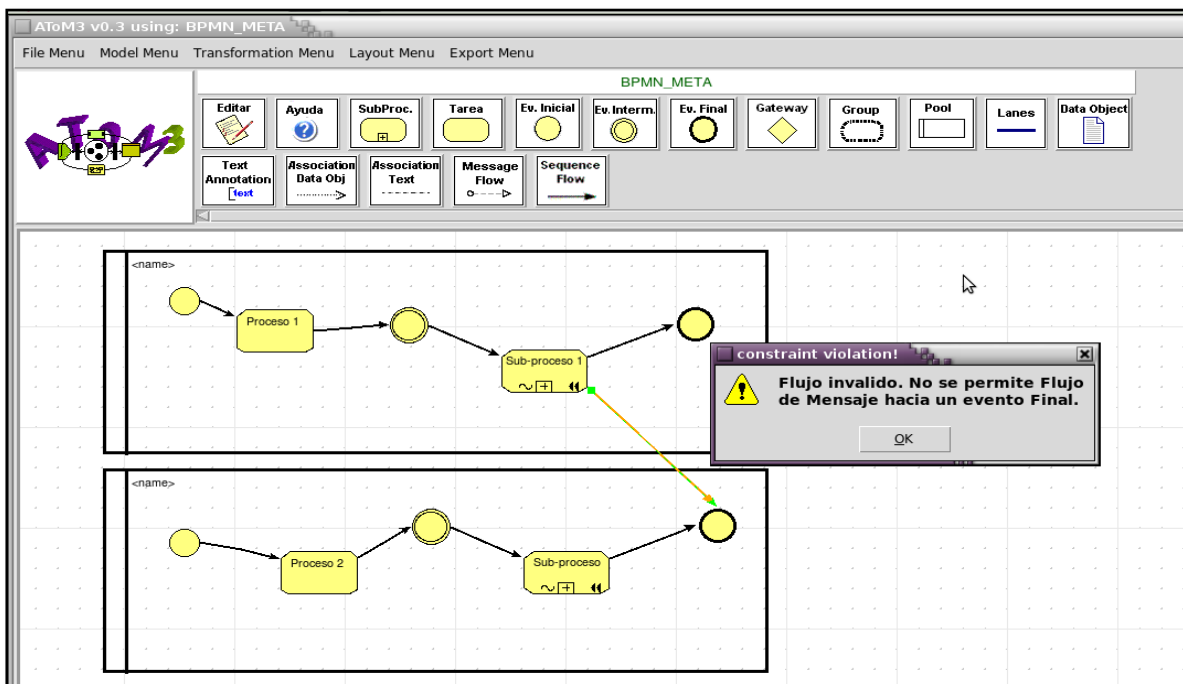 AToM3 v0.3 using: BPMN_META
File Menu Model Menu Transformation Menu Layout Menu Export Menu
ATOM3
BPMN_META
Editar
Ayuda
SubProc.
Tarea
Ev. Inicial
Ev. Interm.
Ev. Final
Gateway
Group
Pool
Lanes
Data Object
Text
Annotation
[text
Association
Data Obj
Association
Text
Message
Flow
Sequence
Flow
<name>
Proceso 1
Sub-proceso 1
constraint violation!
Flujo invalido. No se permite Flujo
de Mensaje hacia un evento Final.
OK
<name>
Proceso 2
Sub-proceso